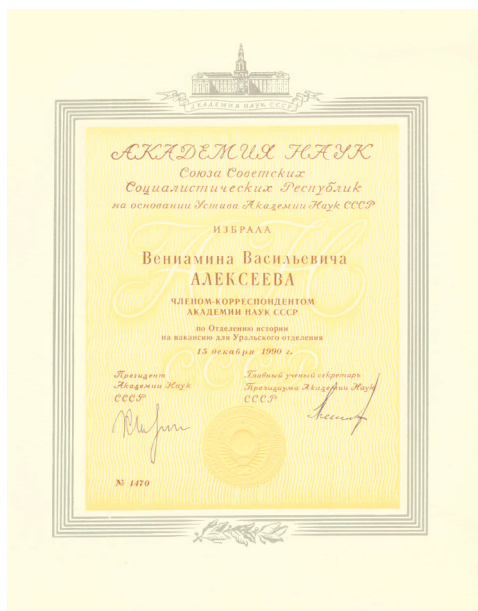 АКАДЕМИЯ НАУК СССР
АКАДЕМИЯ НАУК
Союза Советских
Социалистических Республик
на основании Устава Академии Наук СССР
ИЗБРАЛА
Вениамина Васильевича
АЛЕКСЕЕВА
ЧЛЕНОМ-КОРРЕСПОНДЕНТОМ
АКАДЕМИИ НАУК СССР
по Отделению истории
на вакансию для Уральского отделения
15 декабря 1990 г.
Президент
Академии Наук
СССР
Главный ученый секретарь
Президиума Академии Наук
СССР
№ 1470